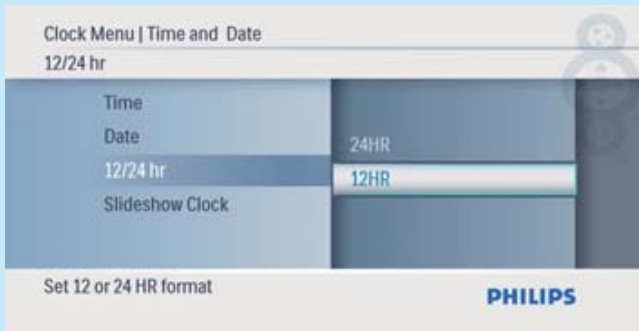 Clock Menu | Time and Date
12/24 hr
Time
Date
12/24 hr
Slideshow Clock
24HR
12HR
Set 12 or 24 HR format
PHILIPS